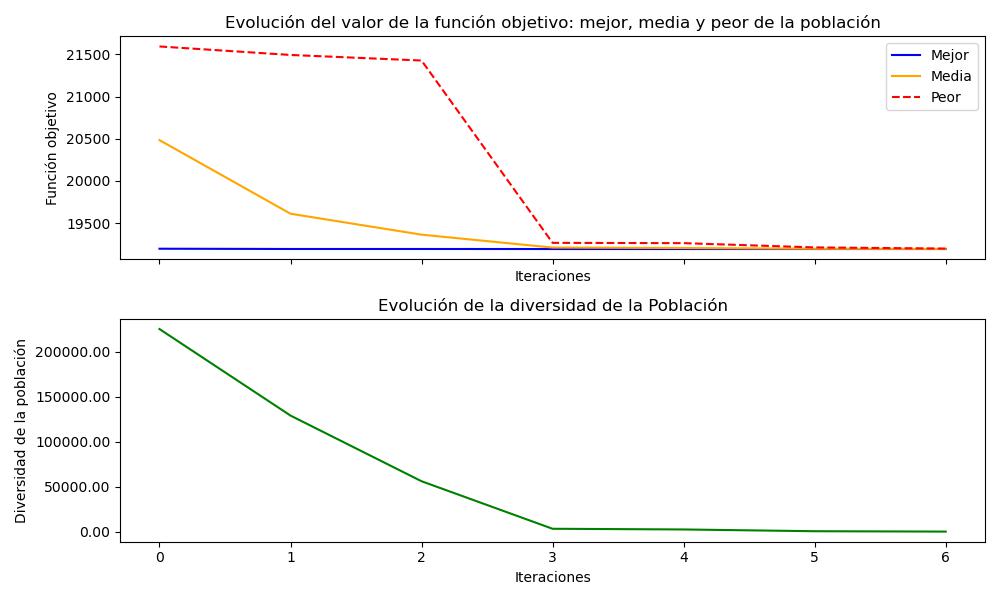 Evolución del valor de la función objetivo: mejor, media y peor de la población
Función objetivo
21500
21000
20500
20000
19500
Mejor
Media
Peor
Iteraciones
Evolución de la diversidad de la Población
Diversidad de la población
200000.00
150000.00
100000.00
50000.00
0.00
0 1 2 3 4 5 6
Iteraciones